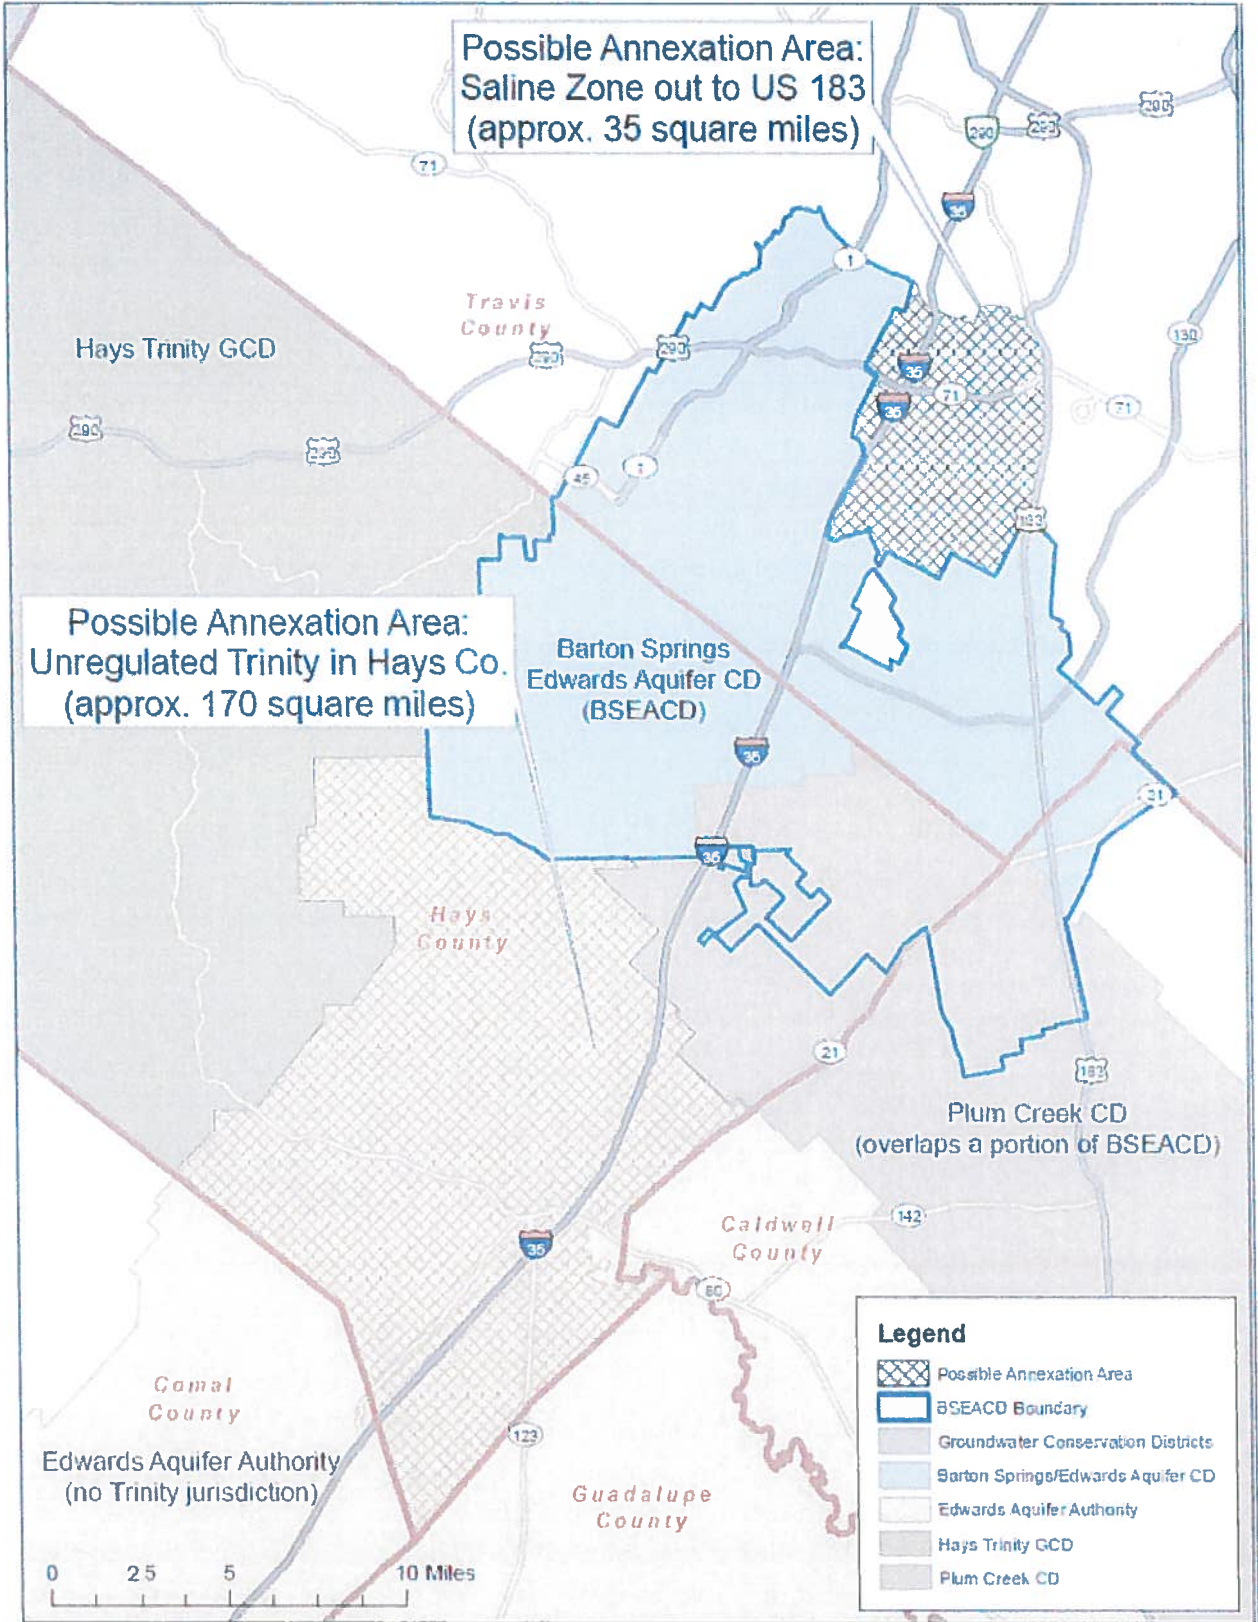 Possible Annexation Area:
Saline Zone out to US 183
(approx. 35 square miles)
290
290
290
71
35
1
Travis
County
130
Hays Trinity GCD
290
290
35
71
71
35
290
290
45
1
183
Possible Annexation Area:
Unregulated Trinity in Hays Co.
(approx. 170 square miles)
Barton Springs
Edwards Aquifer CD
(BSEACD)
35
21
35
Hays
County
21
183
Plum Creek CD
(overlaps a portion of BSEACD)
142
Caldwell
County
35
80
Comal
County
123
Edwards Aquifer Authority
(no Trinity jurisdiction)
Guadalupe
County
0 2 5 5 10 Miles
Legend
Possible Annexation Area
BSEACD Boundary
Groundwater Conservation Districts
Barton Springs/Edwards Aquifer CD
Edwards Aquifer Authority
Hays Trinity GCD
Plum Creek CD